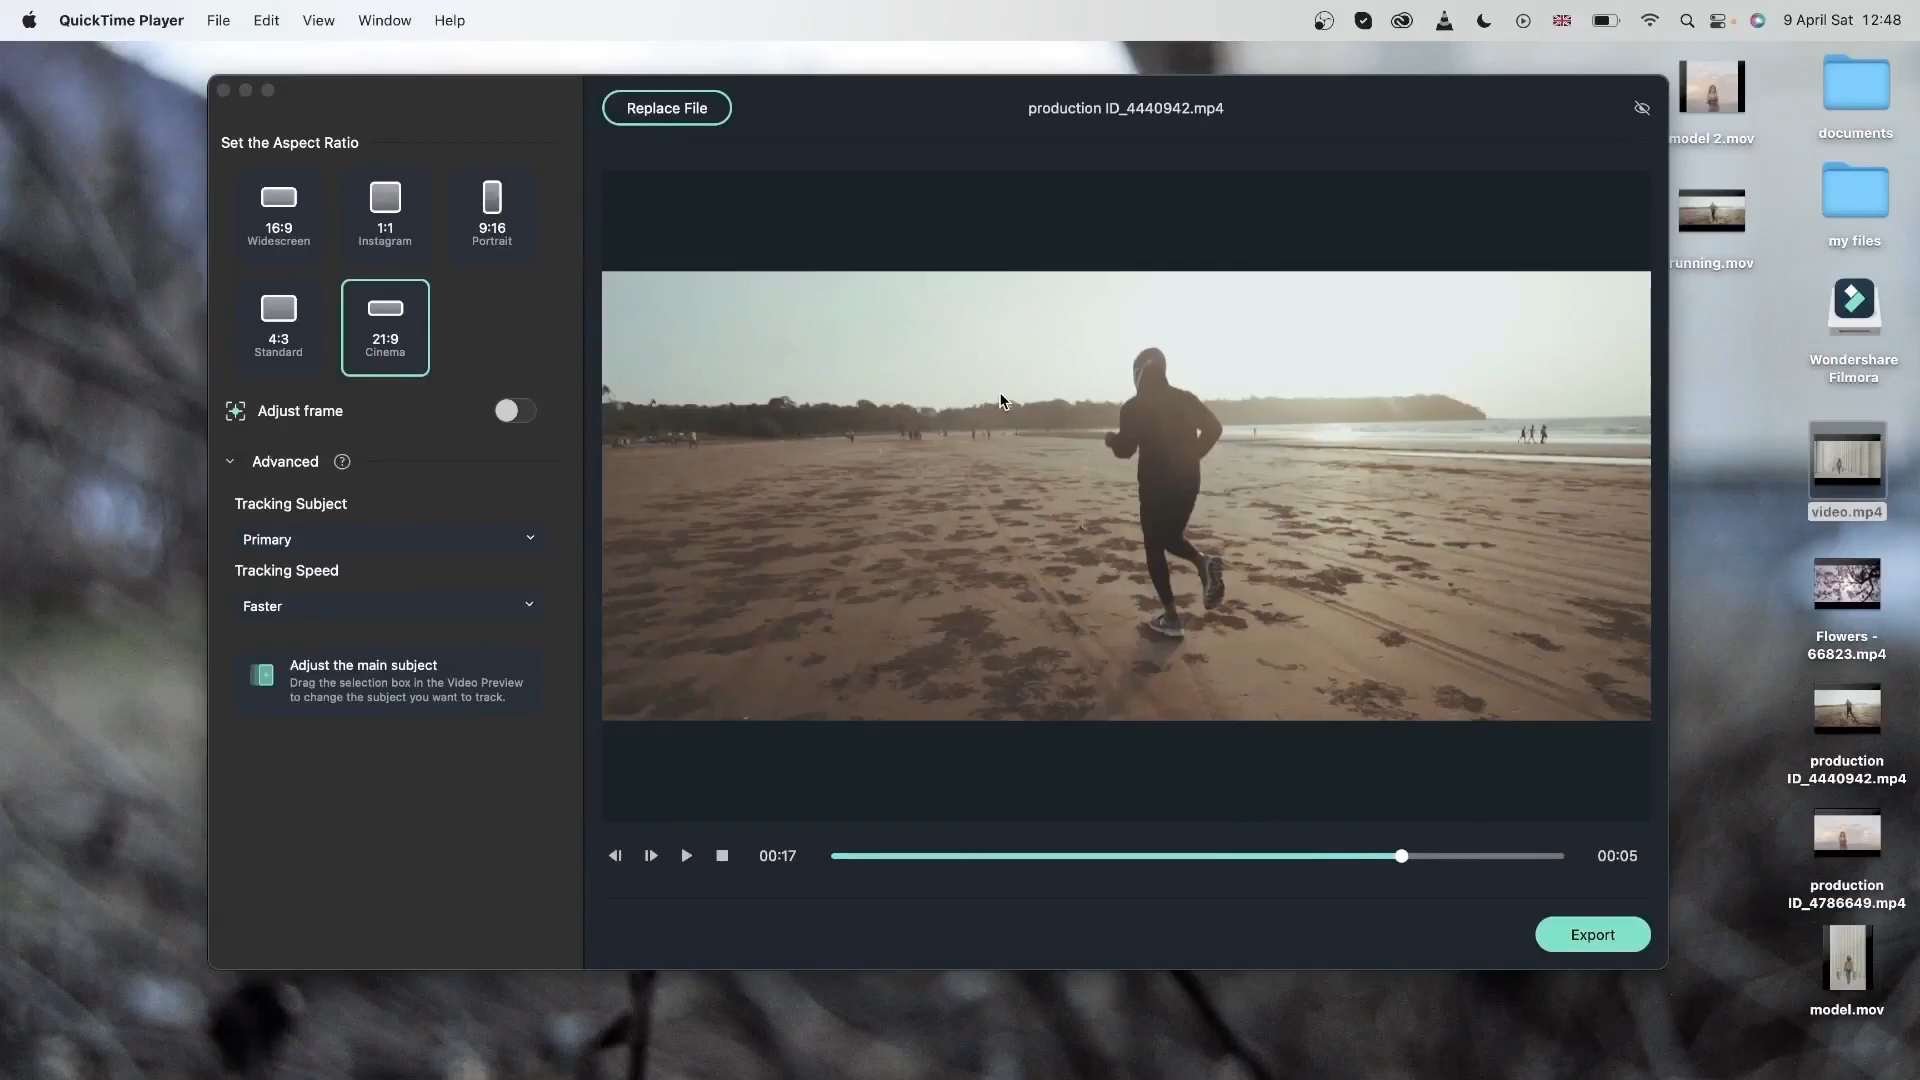 QuickTime Player File Edit View Window Help 9 April Sat 12:48
Replace File
production ID_4440942.mp4
Set the Aspect Ratio
16:9
Widescreen
1:1
Instagram
9:16
Portrait
4:3
Standard
21:9
Cinema
Adjust frame
Advanced ?
Tracking Subject
Primary
Tracking Speed
Faster
Adjust the main subject
Drag the selection box in the Video Preview
to change the subject you want to track.
00:17
00:05
Export
model 2.mov
running.mov
documents
my files
Wondershare
Filmora
video.mp4
Flowers -
66823.mp4
production
ID_4440942.mp4
production
ID_4786649.mp4
model.mov